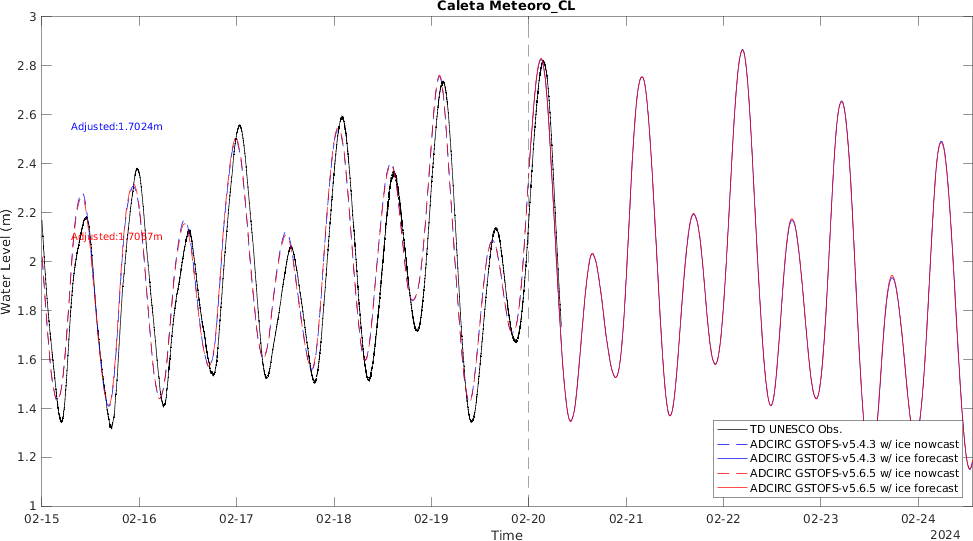 Caleta Meteoro_CL
3
2.8
2.6
2.4
2.2
2
1.8
1.6
1.4
1.2
1
Water Level (m)
Adjusted:1.7024m
02-15
02-16
02-17
02-18
02-19
02-20
02-21
02-22
02-23
02-24
Time
2024
TD UNESCO Obs.
ADCIRC GSTOFS-v5.4.3 w/ ice nowcast
ADCIRC GSTOFS-v5.4.3 w/ ice forecast
ADCIRC GSTOFS-v5.6.5 w/ ice nowcast
ADCIRC GSTOFS-v5.6.5 w/ ice forecast